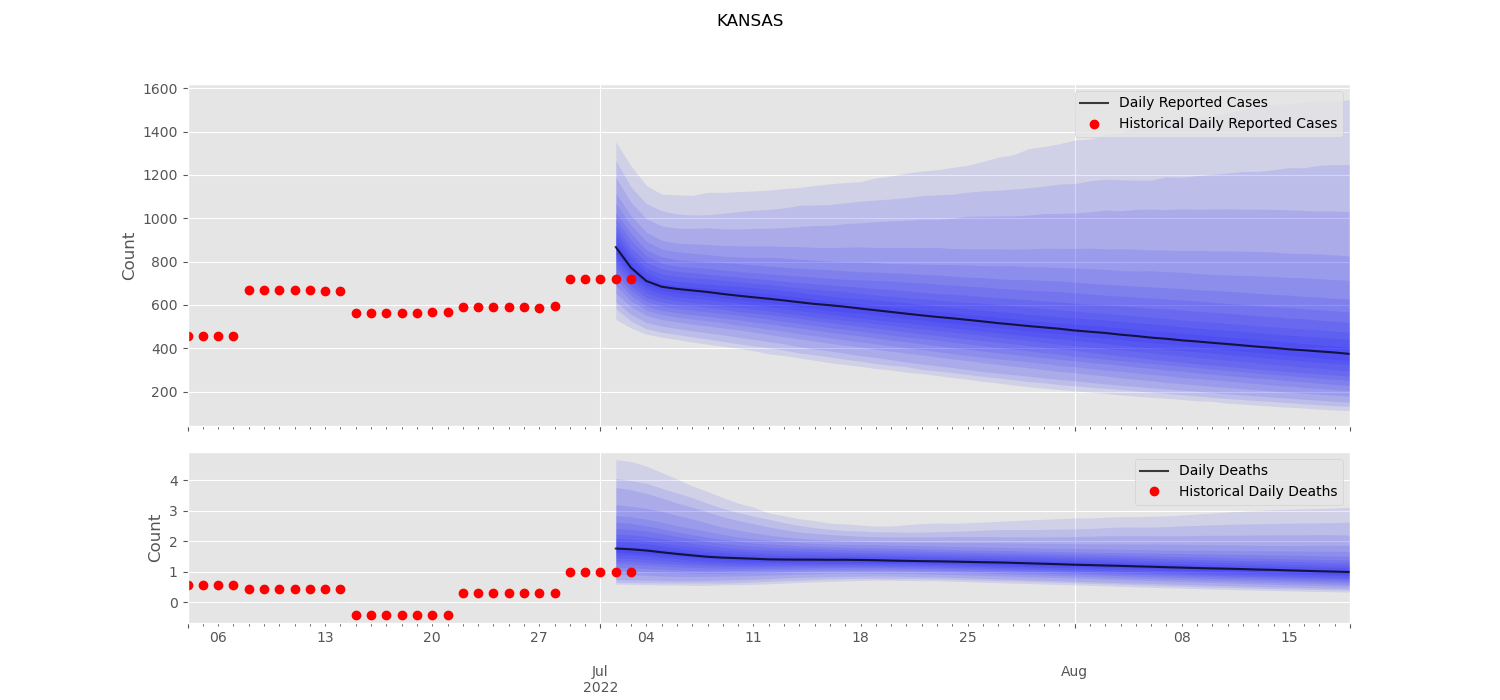 KANSAS
1600
1400
1200
1000
800
600
400
200
Count
Daily Reported Cases
Historical Daily Reported Cases
4
3
2
1
0
Count
Daily Deaths
Historical Daily Deaths
06 13 20 27 04 11 18 25 08 15
Jul Aug
2022